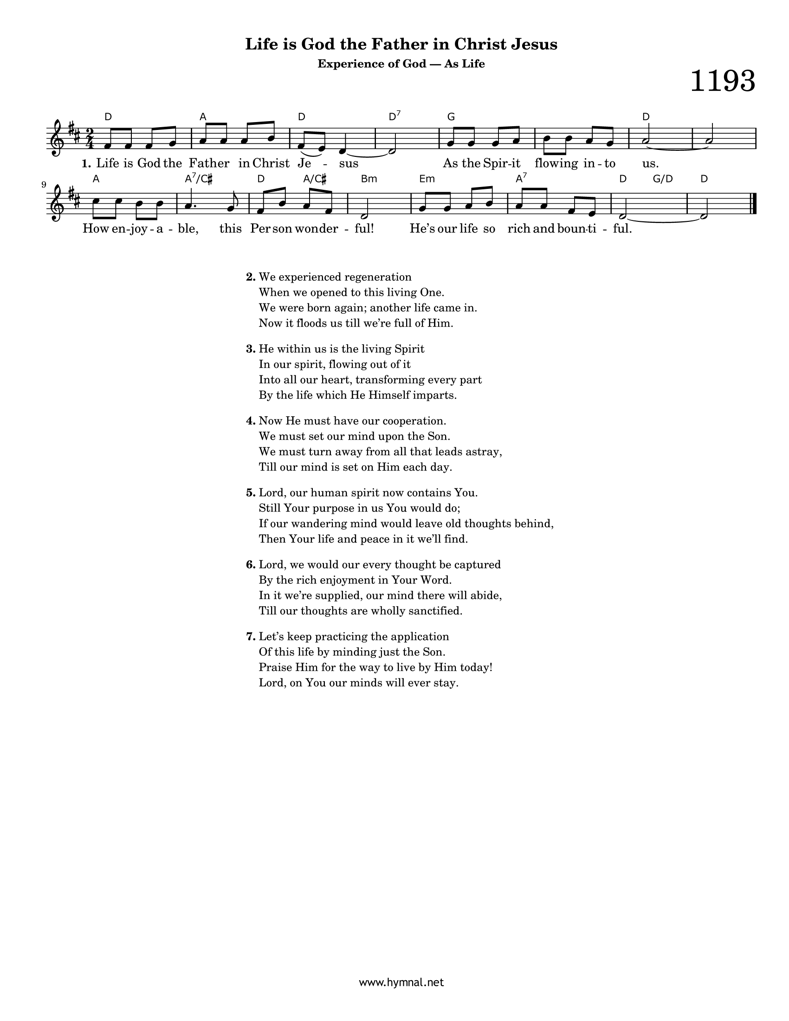 Life is God the Father in Christ Jesus
Experience of God — As Life
1193
D A D D7 G D
1. Life is God the Father in Christ Je - sus As the Spir-it flowing in - to us.
9
A A7/C♯ D A/C♯ Bm Em A7 D G/D D
How en-joy - a - ble, this Person wonder - ful! He's our life so rich and boun-ti - ful.
2. We experienced regeneration
When we opened to this living One.
We were born again; another life came in.
Now it floods us till we're full of Him.
3. He within us is the living Spirit
In our spirit, flowing out of it
Into all our heart, transforming every part
By the life which He Himself imparts.
4. Now He must have our cooperation.
We must set our mind upon the Son.
We must turn away from all that leads astray,
Till our mind is set on Him each day.
5. Lord, our human spirit now contains You.
Still Your purpose in us You would do;
If our wandering mind would leave old thoughts behind,
Then Your life and peace in it we'll find.
6. Lord, we would our every thought be captured
By the rich enjoyment in Your Word.
In it we're supplied, our mind there will abide,
Till our thoughts are wholly sanctified.
7. Let's keep practicing the application
Of this life by minding just the Son.
Praise Him for the way to live by Him today!
Lord, on You our minds will ever stay.
www.hymnal.net